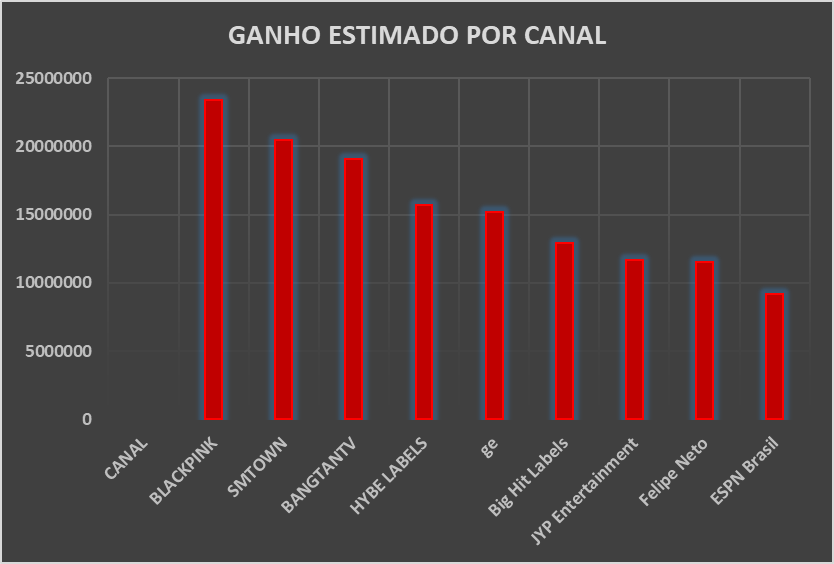 GANHO ESTIMADO POR CANAL
25000000
20000000
15000000
10000000
5000000
0
CANAL
BLACKPINK
SMTOWN
BANGTANTV
HYBE LABELS
ge
Big Hit Labels
JYP Entertainment
Felipe Neto
ESPN Brasil